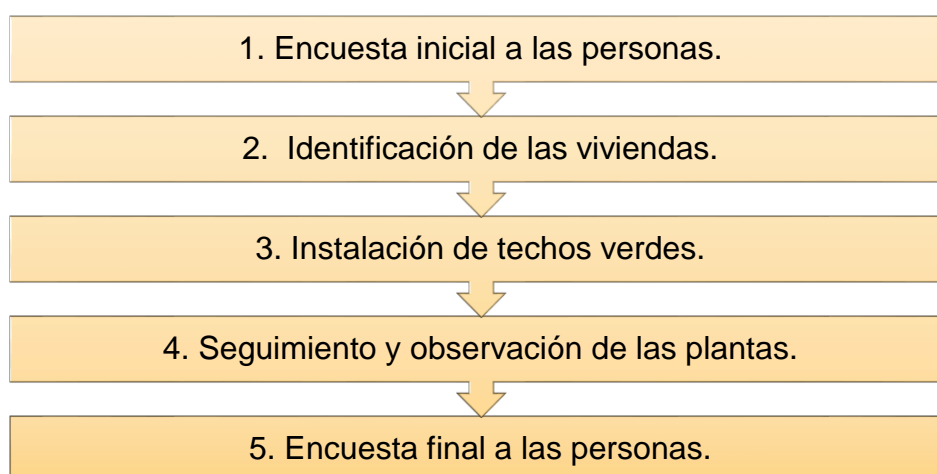 1. Encuesta inicial a las personas.
2. Identificación de las viviendas.
3. Instalación de techos verdes.
4. Seguimiento y observación de las plantas.
5. Encuesta final a las personas.